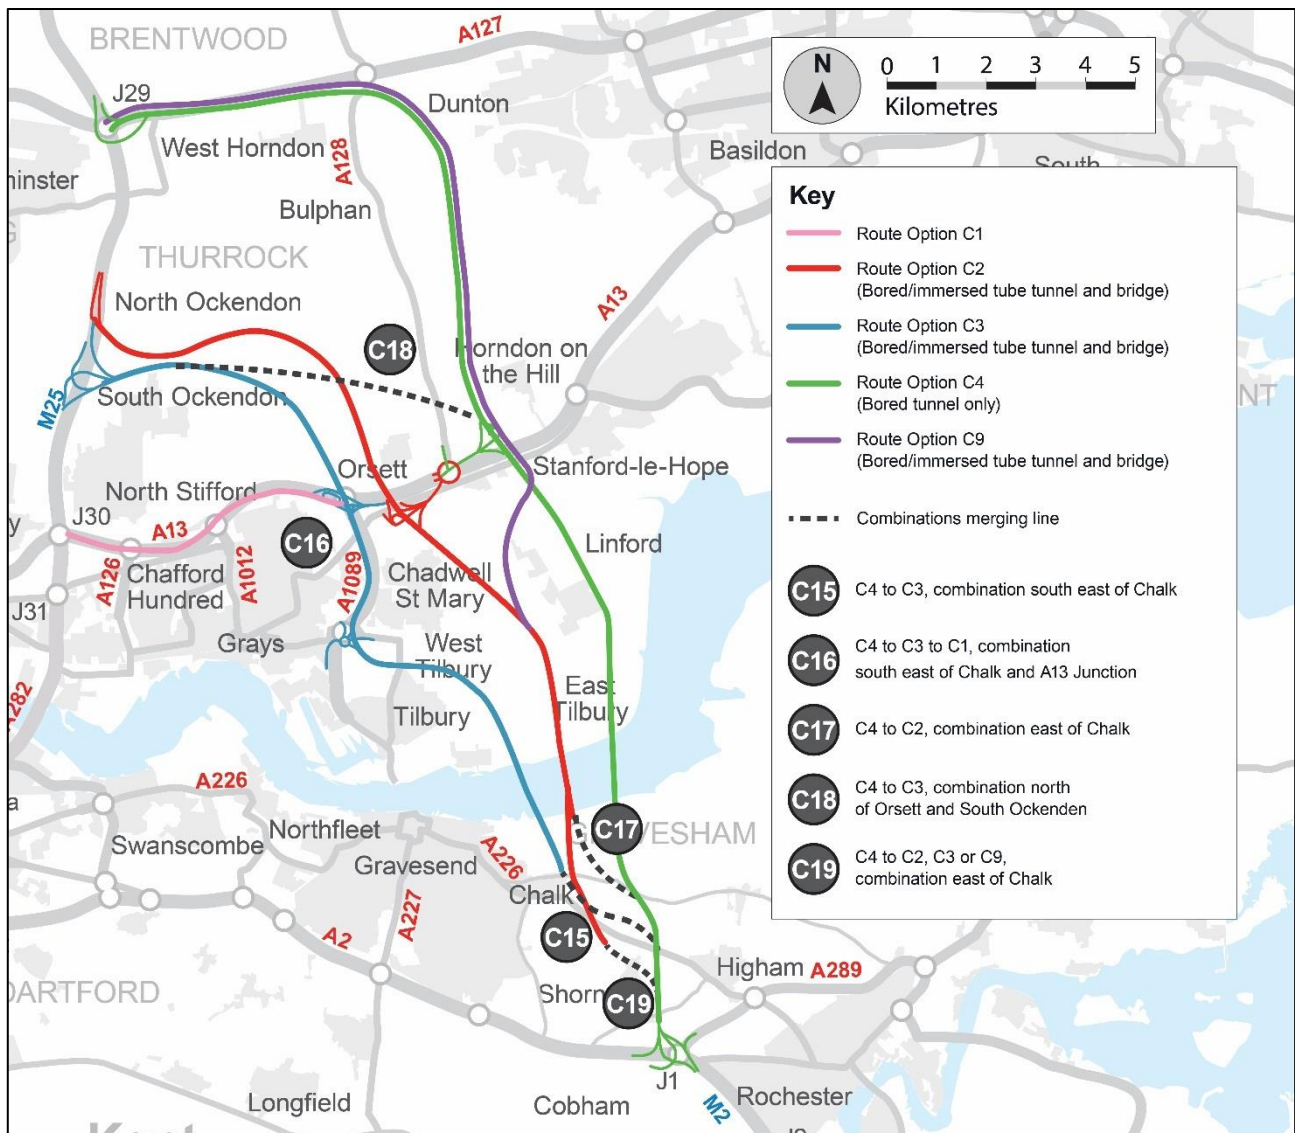 BRENTWOOD
A127
J29
Dunton
West Horndon
A128
Basildon
South
Bulphan
THURROCK
North Ockendon
A13
C18
Horndon on
the Hill
M25
South Ockendon
Orsett
Stanford-le-Hope
North Stifford
J30
A13
C16
Linford
A126
Chafford
Hundred
A1012
A1089
Chadwell
St Mary
J31
Grays
West
Tilbury
East
Tilbury
Tilbury
A282
A226
Northfleet
Swanscombe
Gravesend
A226
C17
VESHAM
Chalk
A227
A2
C15
Higham
A289
DARTFORD
Shorn
C19
J1
Longfield
Cobham
M2
Rochester
N
0 1 2 3 4 5
Kilometres
Key
Route Option C1
Route Option C2
(Bored/immersed tube tunnel and bridge)
Route Option C3
(Bored/immersed tube tunnel and bridge)
Route Option C4
(Bored tunnel only)
Route Option C9
(Bored/immersed tube tunnel and bridge)
Combinations merging line
C15 C4 to C3, combination south east of Chalk
C16 C4 to C3 to C1, combination
south east of Chalk and A13 Junction
C17 C4 to C2, combination east of Chalk
C18 C4 to C3, combination north
of Orsett and South Ockenden
C19 C4 to C2, C3 or C9,
combination east of Chalk